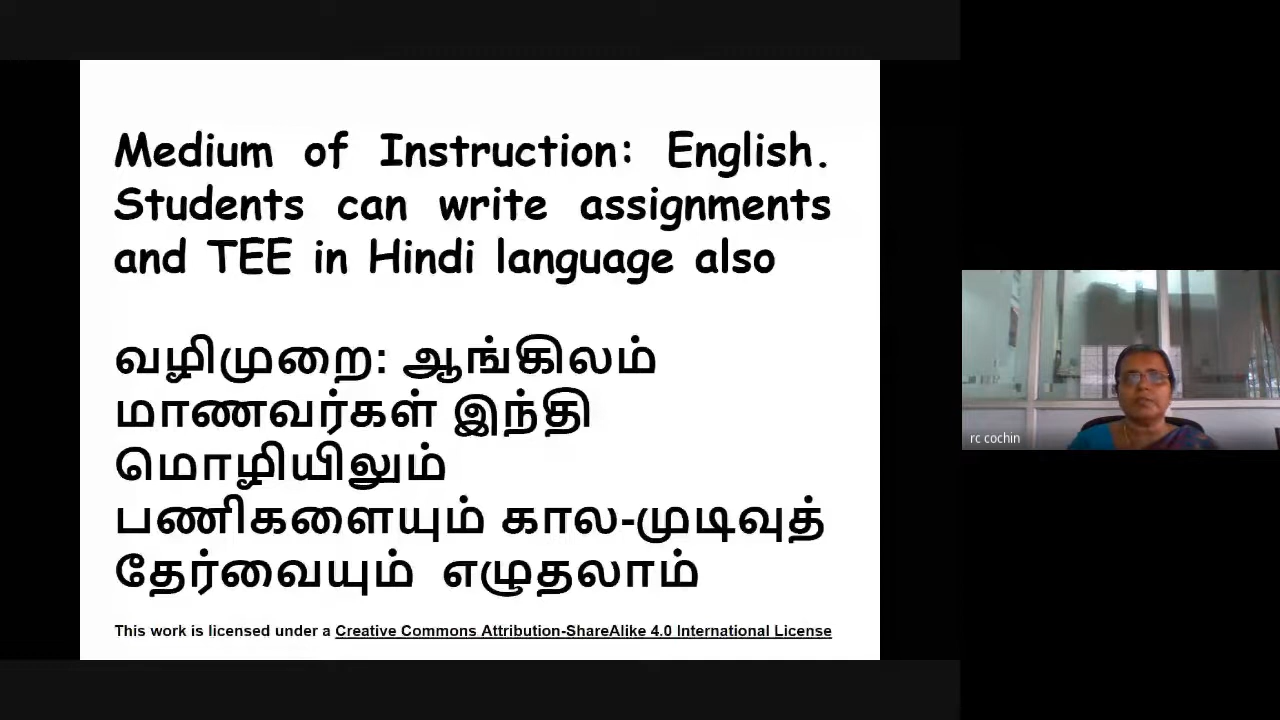 Medium of Instruction: English.
Students can write assignments
and TEE in Hindi language also
வழிமுறை: ஆங்கிலம்
மாணவர்கள் இந்தி
மொழியிலும்
பணிகளையும் கால-முடிவுத்
தேர்வையும் எழுதலாம்
This work is licensed under a Creative Commons Attribution-ShareAlike 4.0 International License
rc cochin